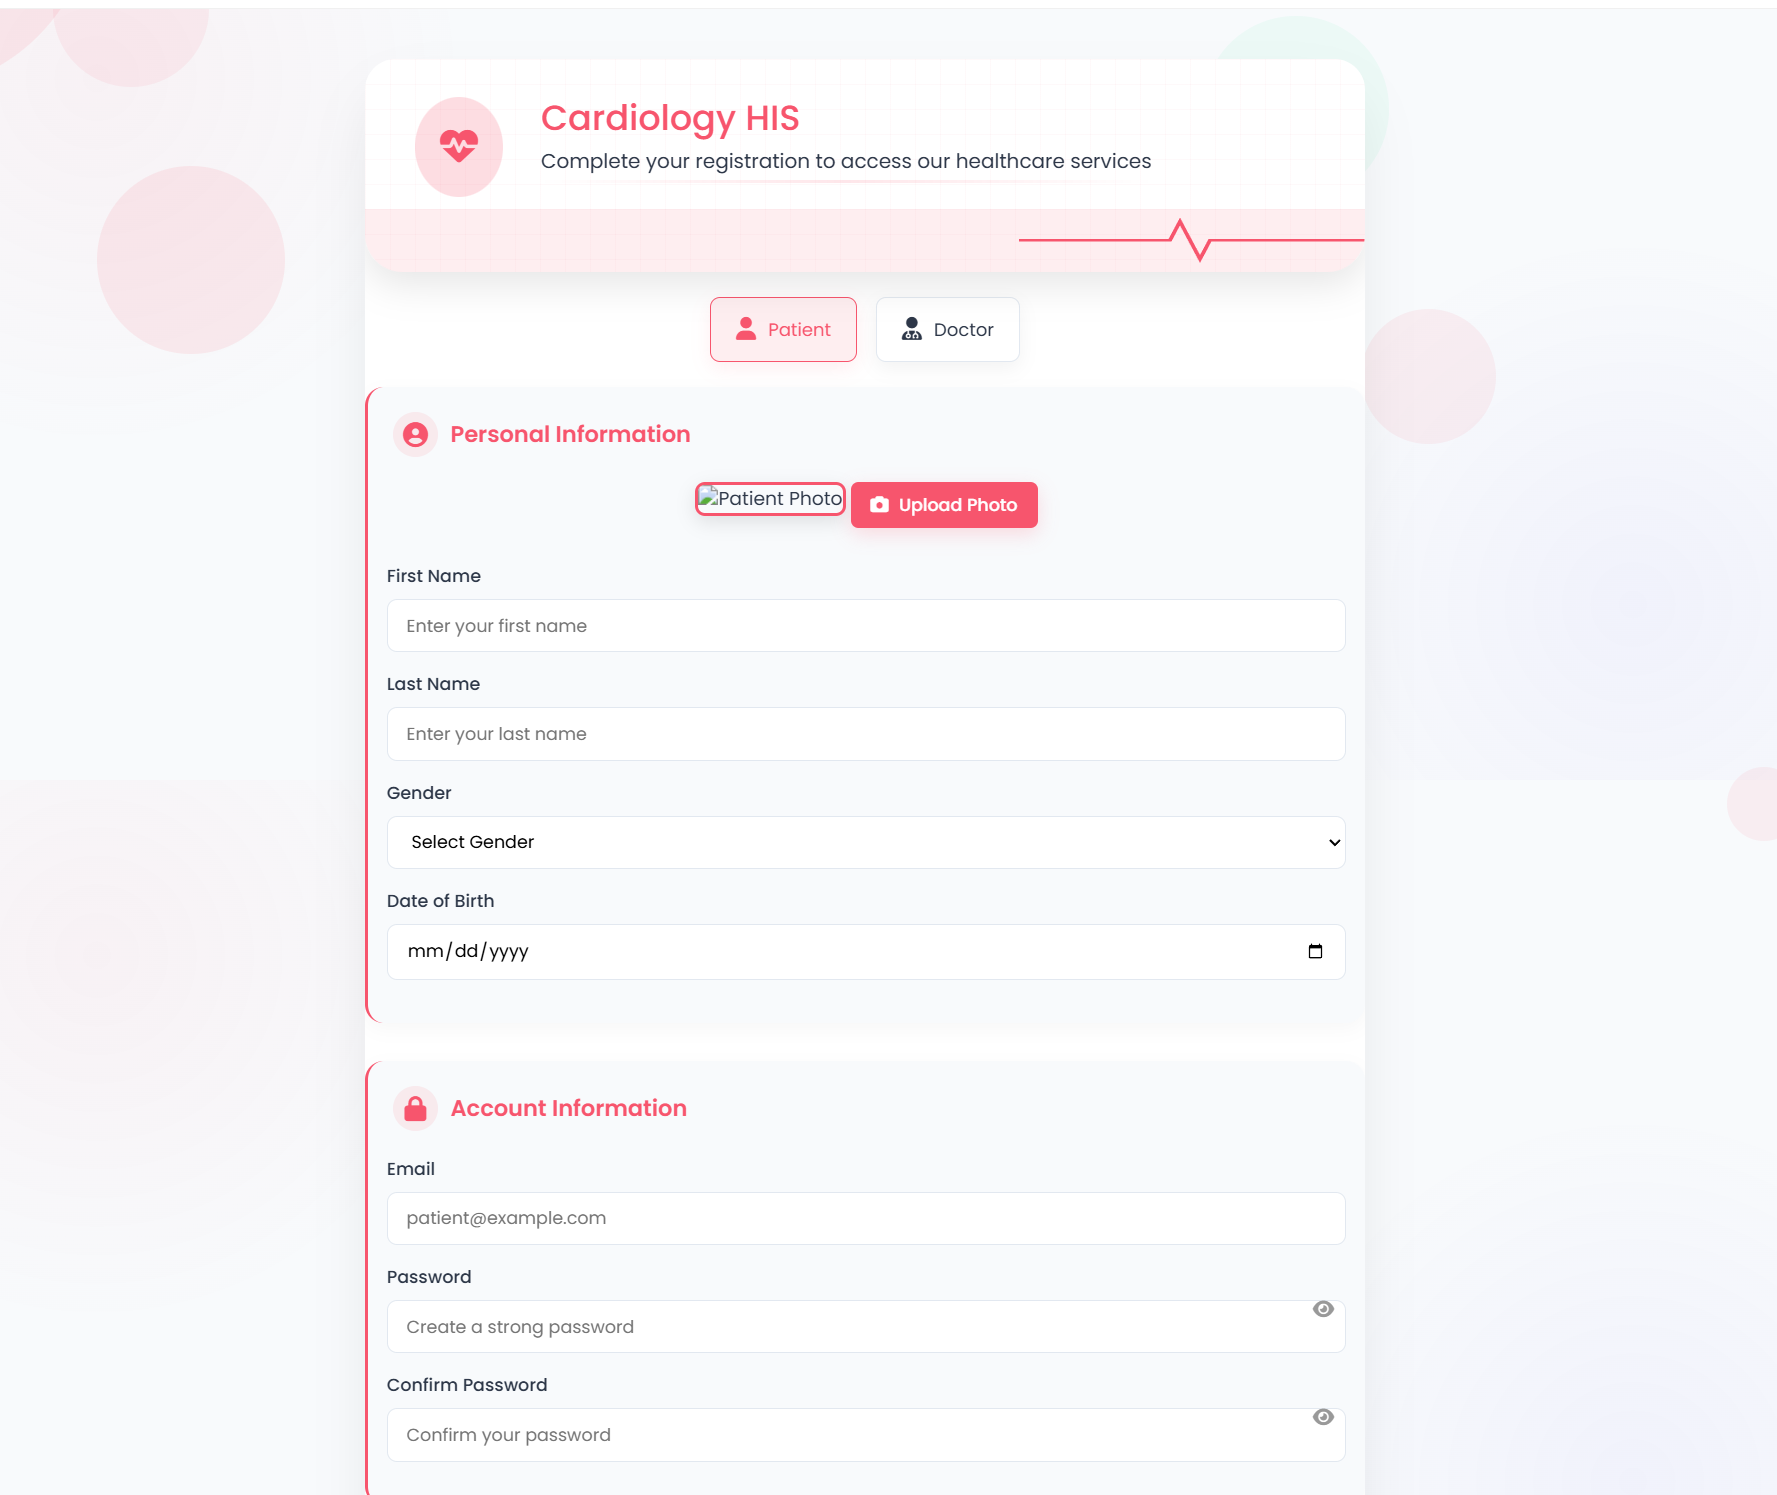 Cardiology HIS
Complete your registration to access our healthcare services
Patient
Doctor
Personal Information
Patient Photo
Upload Photo
First Name
Enter your first name
Last Name
Enter your last name
Gender
Select Gender
Date of Birth
mm/dd/yyyy
Account Information
Email
patient@example.com
Password
Create a strong password
Confirm Password
Confirm your password